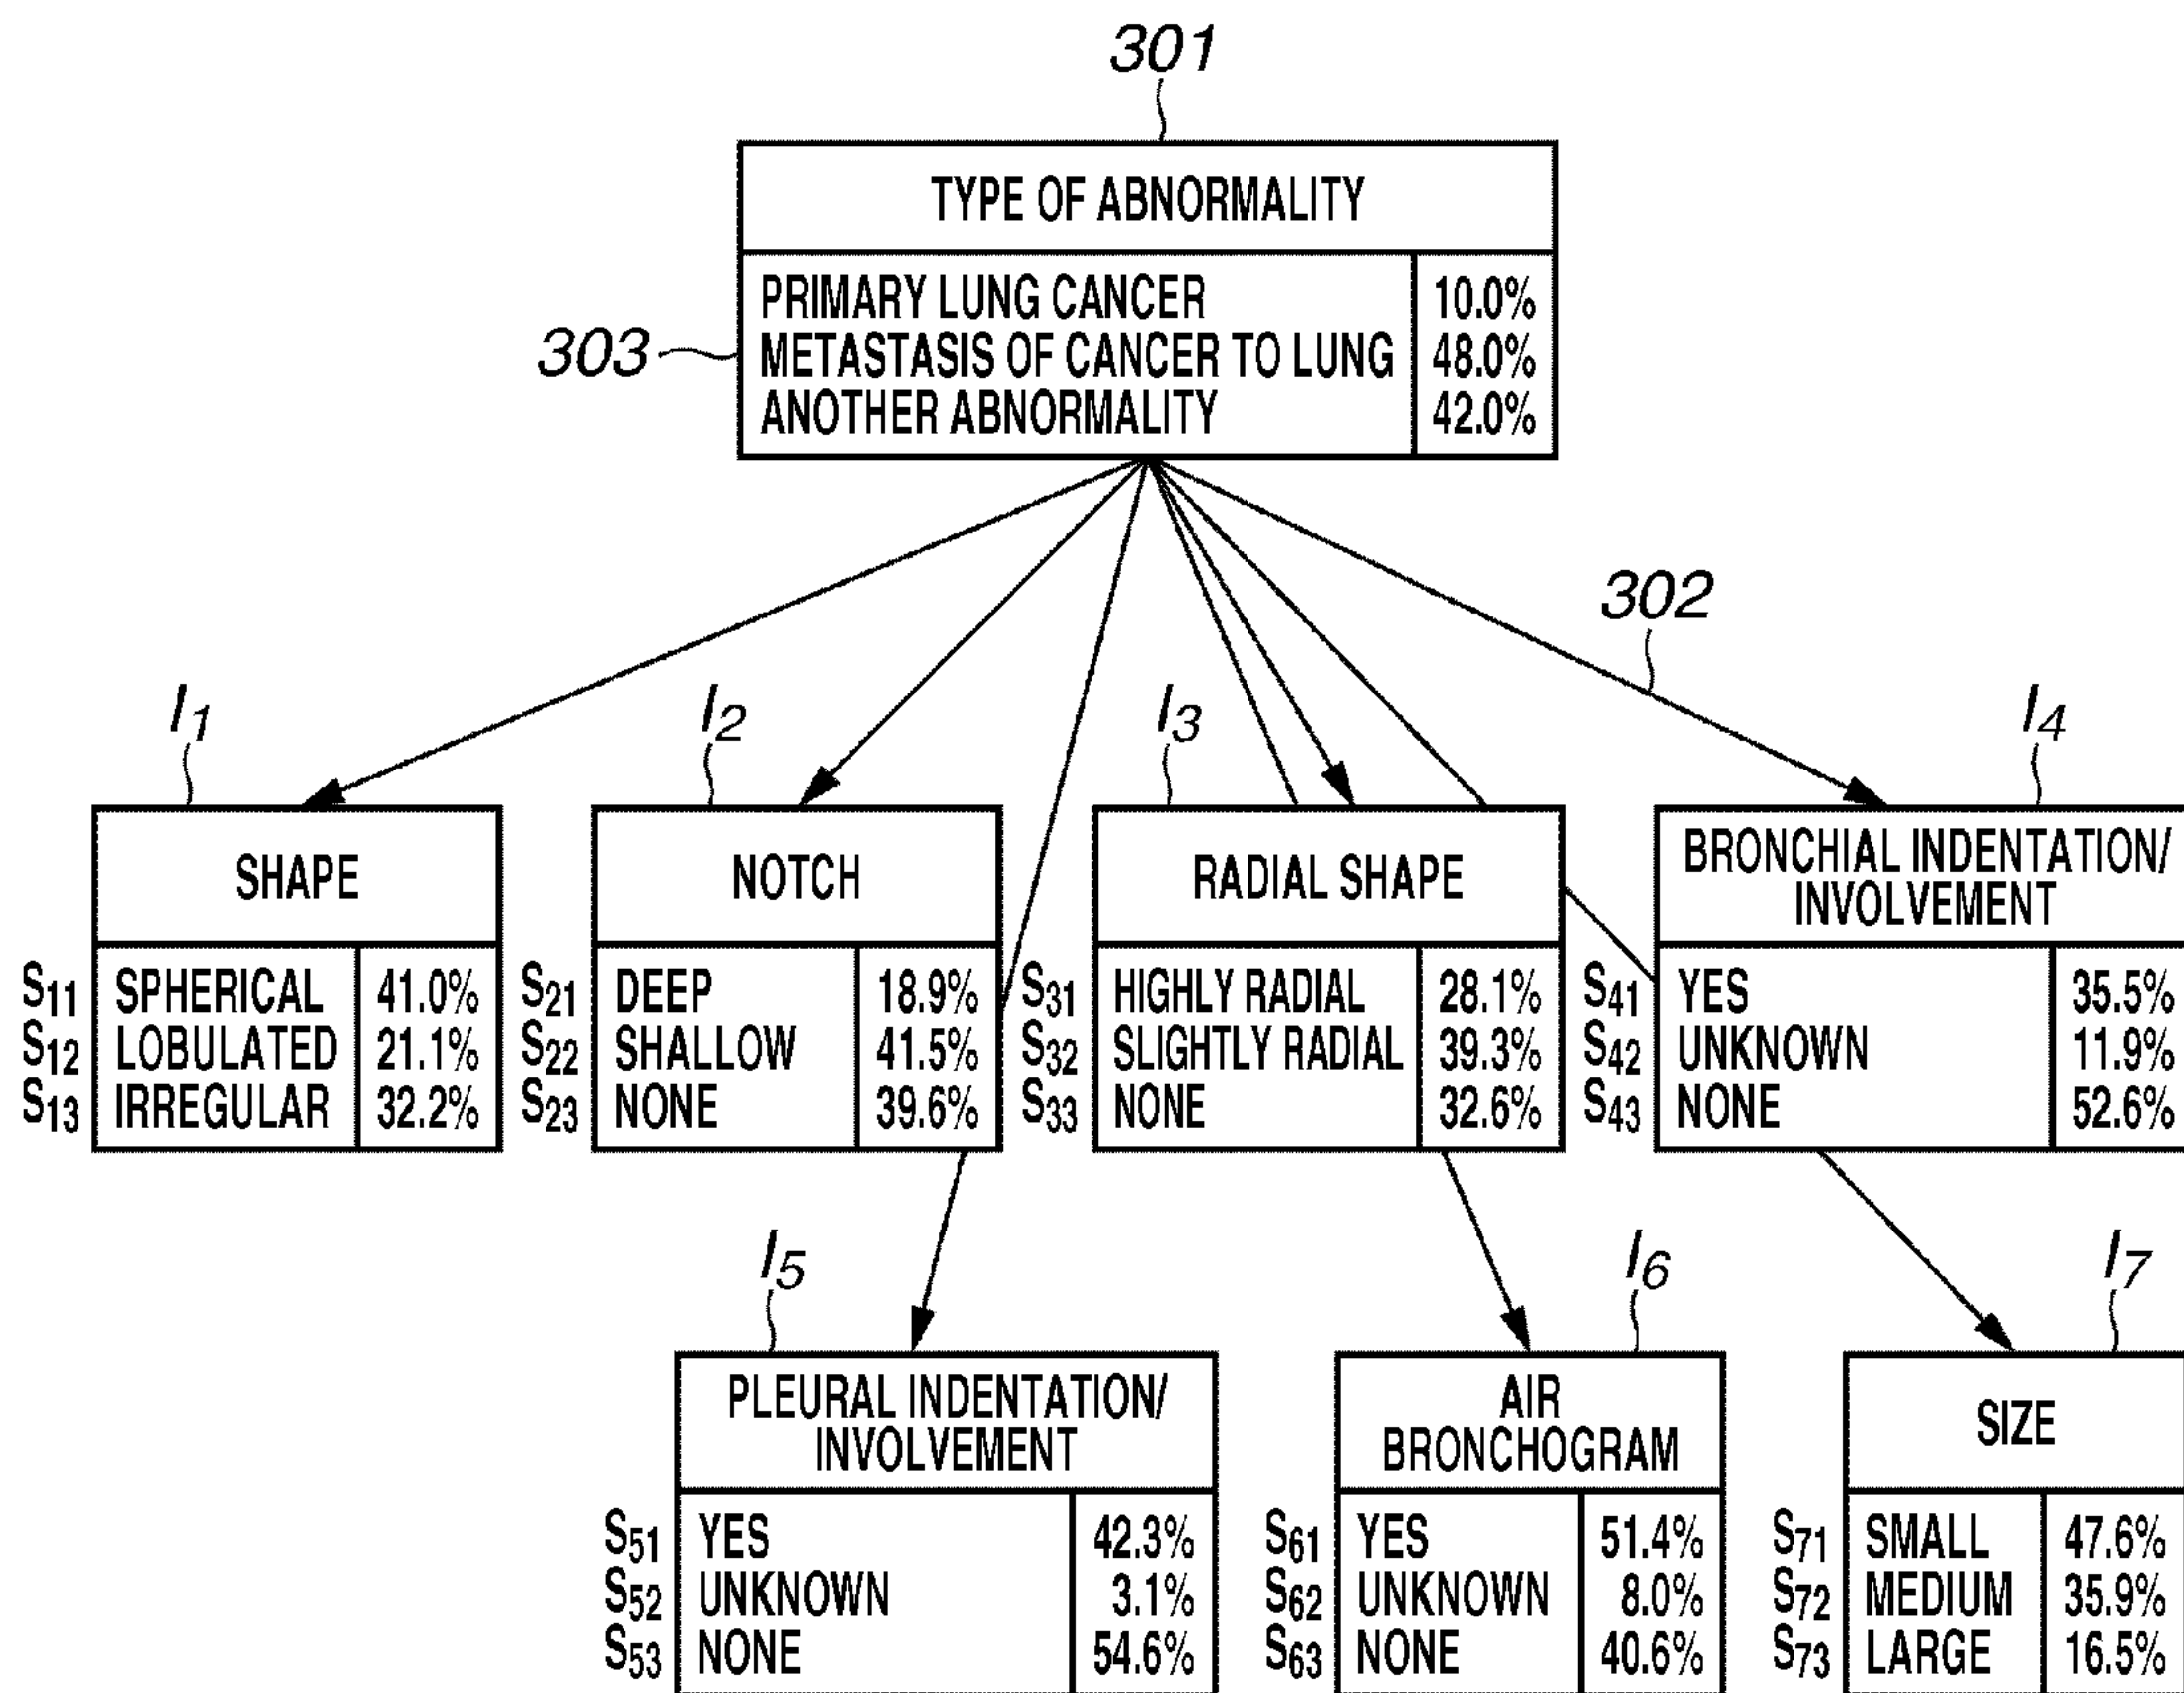 301
TYPE OF ABNORMALITY
PRIMARY LUNG CANCER 10.0%
303 METASTASIS OF CANCER TO LUNG 48.0%
ANOTHER ABNORMALITY 42.0%
302
I1 I2 I3 I4
SHAPE
S11 SPHERICAL 41.0%
S12 LOBULATED 21.1%
S13 IRREGULAR 32.2%
NOTCH
S21 DEEP 18.9%
S22 SHALLOW 41.5%
S23 NONE 39.6%
RADIAL SHAPE
S31 HIGHLY RADIAL 28.1%
S32 SLIGHTLY RADIAL 39.3%
S33 NONE 32.6%
BRONCHIAL INDENTATION/
INVOLVEMENT
S41 YES 35.5%
S42 UNKNOWN 11.9%
S43 NONE 52.6%
I5 I6 I7
PLEURAL INDENTATION/
INVOLVEMENT
S51 YES 42.3%
S52 UNKNOWN 3.1%
S53 NONE 54.6%
AIR
BRONCHOGRAM
S61 YES 51.4%
S62 UNKNOWN 8.0%
S63 NONE 40.6%
SIZE
S71 SMALL 47.6%
S72 MEDIUM 35.9%
S73 LARGE 16.5%